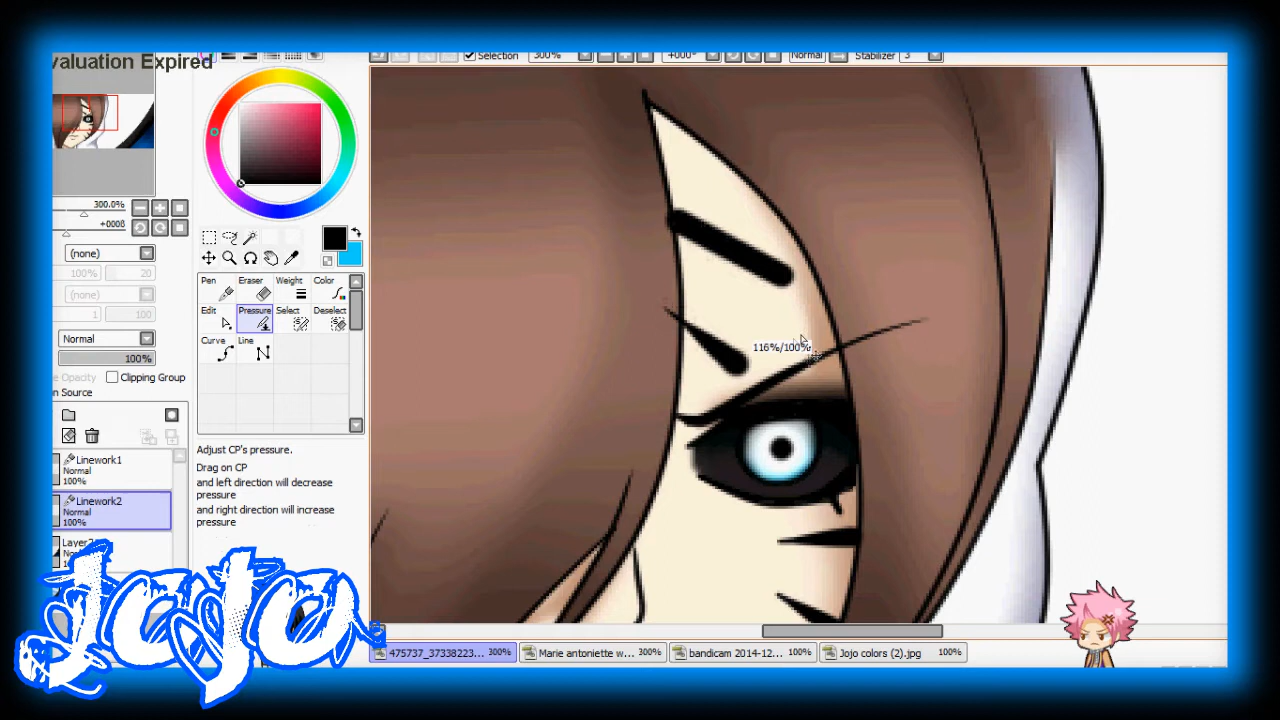 valuation Expired
Selection 300% +000° Normal Stabilizer 3
300.0%
+000ß
(none)
100% 20
(none)
1 100
Normal
100%
e Opacity Clipping Group
n Source
Linework1
Normal
100%
Linework2
Normal
100%
Layer2
Pen Eraser Weight Color
Edit Pressure Select Deselect
Curve Line
Adjust CP's pressure.
Drag on CP
and left direction will decrease
pressure
and right direction will increase
pressure
116%/100%
475737_37338223... 300% Marie antoniette w... 300% bandicam 2014-12... 100% Jojo colors (2).jpg 100%
JoJo